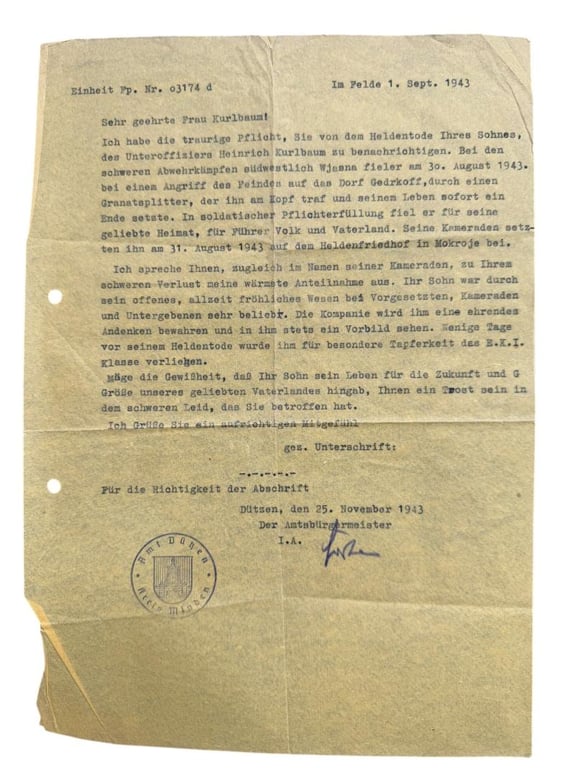 Einheit Fp. Nr. o3174 d
Im Felde 1. Sept. 1943
Sehr geehrte Frau Kurlbaum!
Ich habe die traurige Pflicht, Sie von dem Heldentode Ihres Sohnes,
des Unteroffiziers Heinrich Kurlbaum zu benachrichtigen. Bei den
schweren Abwehrkämpfen südwestlich Wjasna fieler am 3o. August 1943.
bei einem Angriff des Feindes auf das Dorf Gedrkoff,durch einen
Granatsplitter, der ihn am Kopf traf und seinem Leben sofort ein
Ende setzte. In soldatischer Pflichterfüllung fiel er für seine
geliebte Heimat, für Führer Volk und Vaterland. Seine Kameraden setz-
ten ihn am 31. August 1943 auf dem Heldenfriedhof in Mokroje bei.
Ich spreche Ihnen, zugleich im Namen seiner Kameraden, zu Ihrem
schweren Verlust meine wärmste Anteilnahme aus. Ihr Sohn war durch
sein offenes, allzeit fröhliches Wesen bei Vorgesetzten, Kameraden
und Untergebenen sehr beliebt. Die Kompanie wird ihm eine ehrendes
Andenken bewahren und in ihm stets ein Vorbild sehen. Wenige Tage
vor seinem Heldentode wurde ihm für besondere Tapferkeit das E.K.I.
Klasse verliehen.
Möge die Gewißheit, daß Ihr Sohn sein Leben für die Zukunft und G
Größe unseres geliebten Vaterlandes hingab, Ihnen ein Trost sein in
dem schweren Leid, das Sie betroffen hat.
Ich Grüße Sie ein aufrichtigen Mitgefühl
gez. Unterschrift:
-.-.-.-.-
Für die Richtigkeit der Abschrift
Dützen, den 25. November 1943
Der Amtsbürgermeister
I.A.
Amt Dützen
Kreis Minden